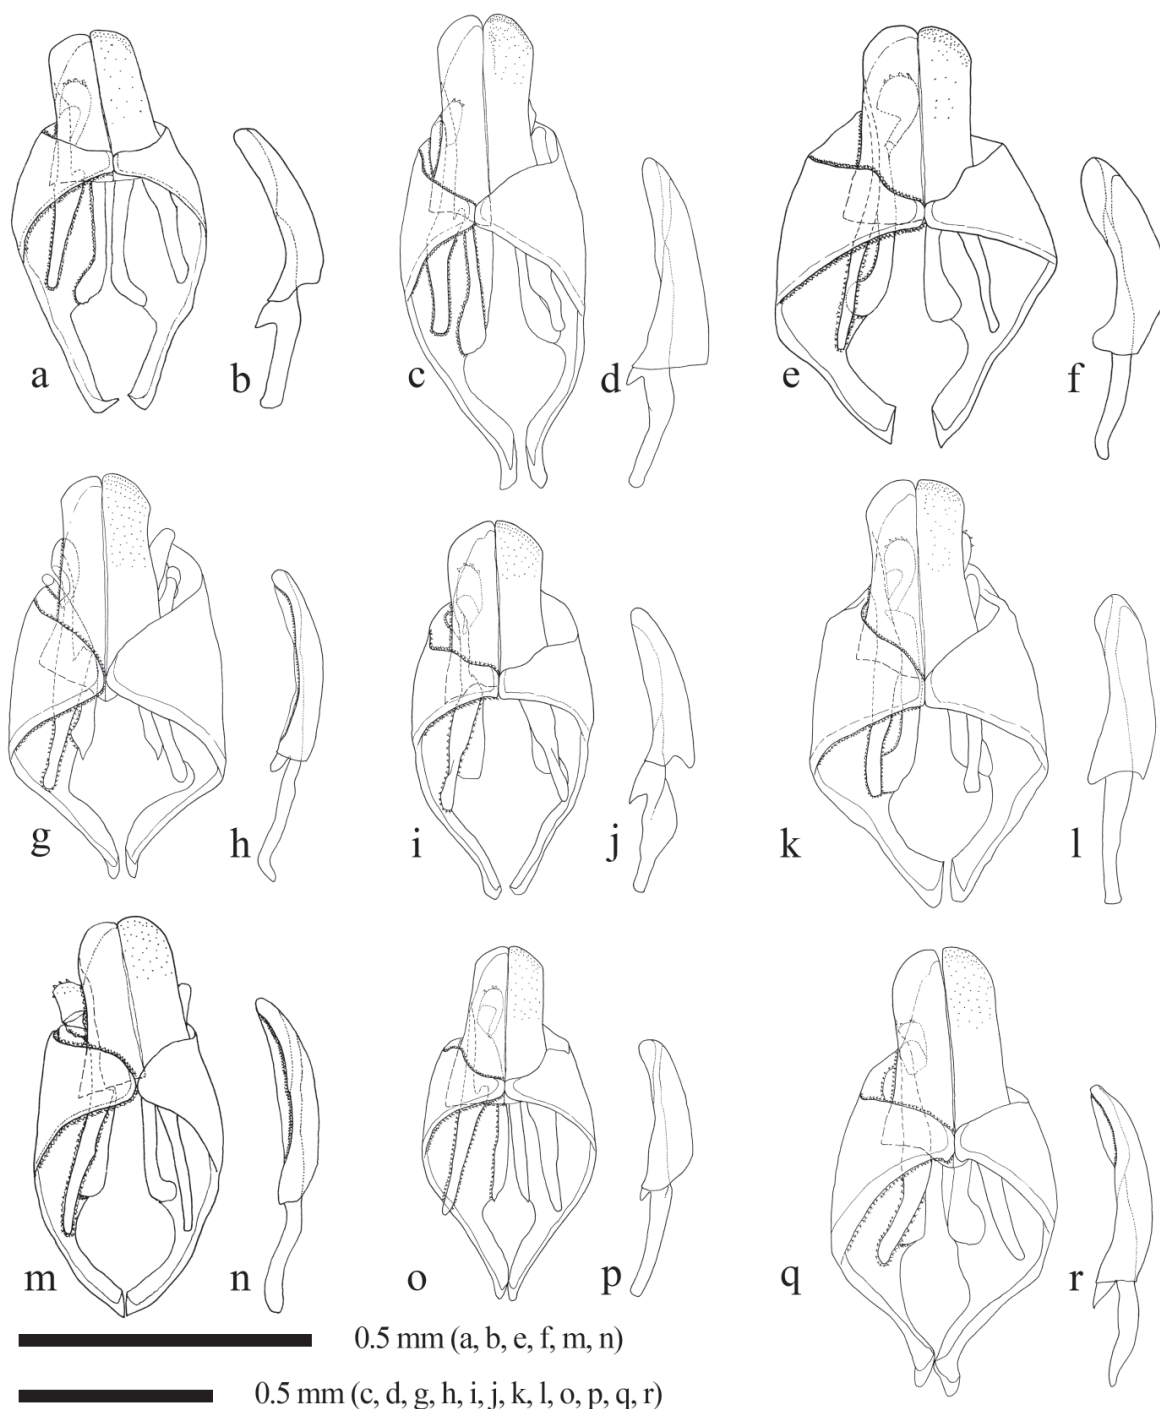 a b c d e f
g h i j k l
m n o p q r
0.5 mm (a, b, e, f, m, n)
0.5 mm (c, d, g, h, i, j, k, l, o, p, q, r)